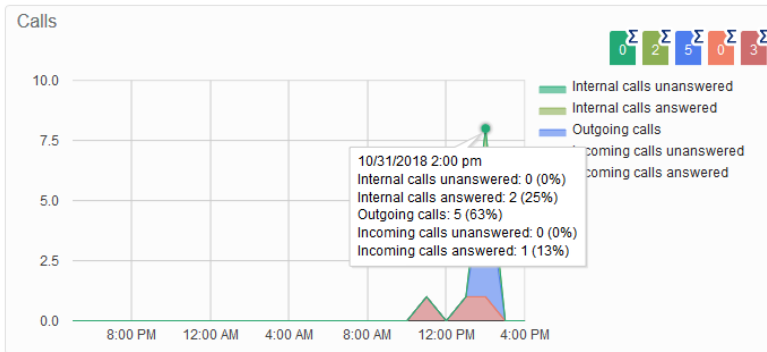 Calls
Σ Σ Σ Σ Σ
0 2 5 0 3
10.0
7.5
5.0
2.5
0.0
Internal calls unanswered
Internal calls answered
Outgoing calls
coming calls unanswered
coming calls answered
10/31/2018 2:00 pm
Internal calls unanswered: 0 (0%)
Internal calls answered: 2 (25%)
Outgoing calls: 5 (63%)
Incoming calls unanswered: 0 (0%)
Incoming calls answered: 1 (13%)
8:00 PM 12:00 AM 4:00 AM 8:00 AM 12:00 PM 4:00 PM